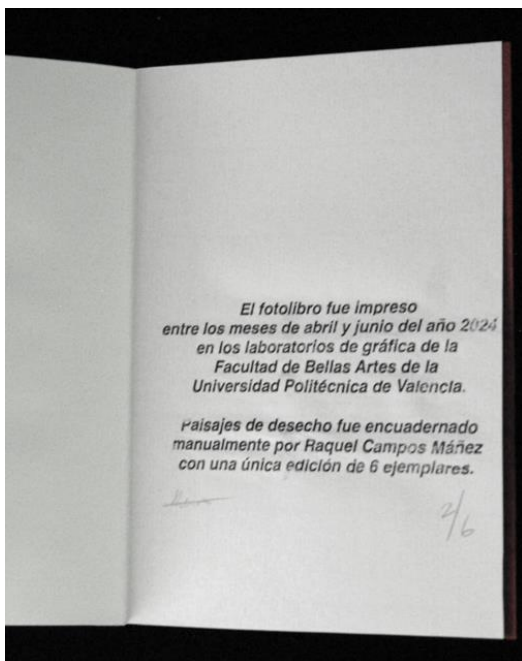 El fotolibro fue impreso
entre los meses de abril y junio del año 2024
en los laboratorios de gráfica de la
Facultad de Bellas Artes de la
Universidad Politécnica de Valencia.
Paisajes de desecho fue encuadernado
manualmente por Raquel Campos Máñez
con una única edición de 6 ejemplares.
2/6